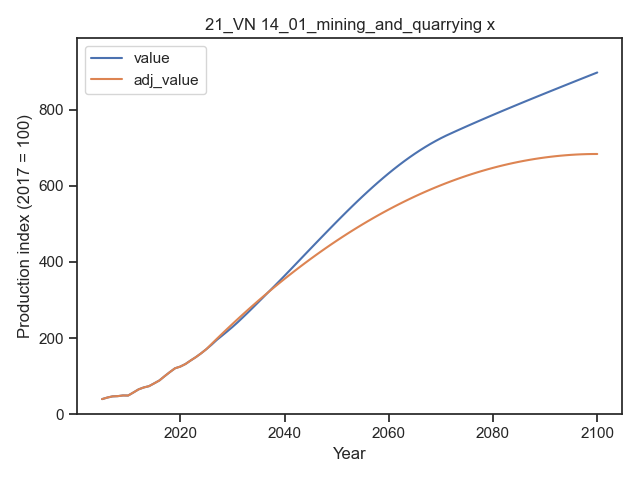 21_VN 14_01_mining_and_quarrying x
value
adj_value
Production index (2017 = 100)
800
600
400
200
0
2020 2040 2060 2080 2100
Year